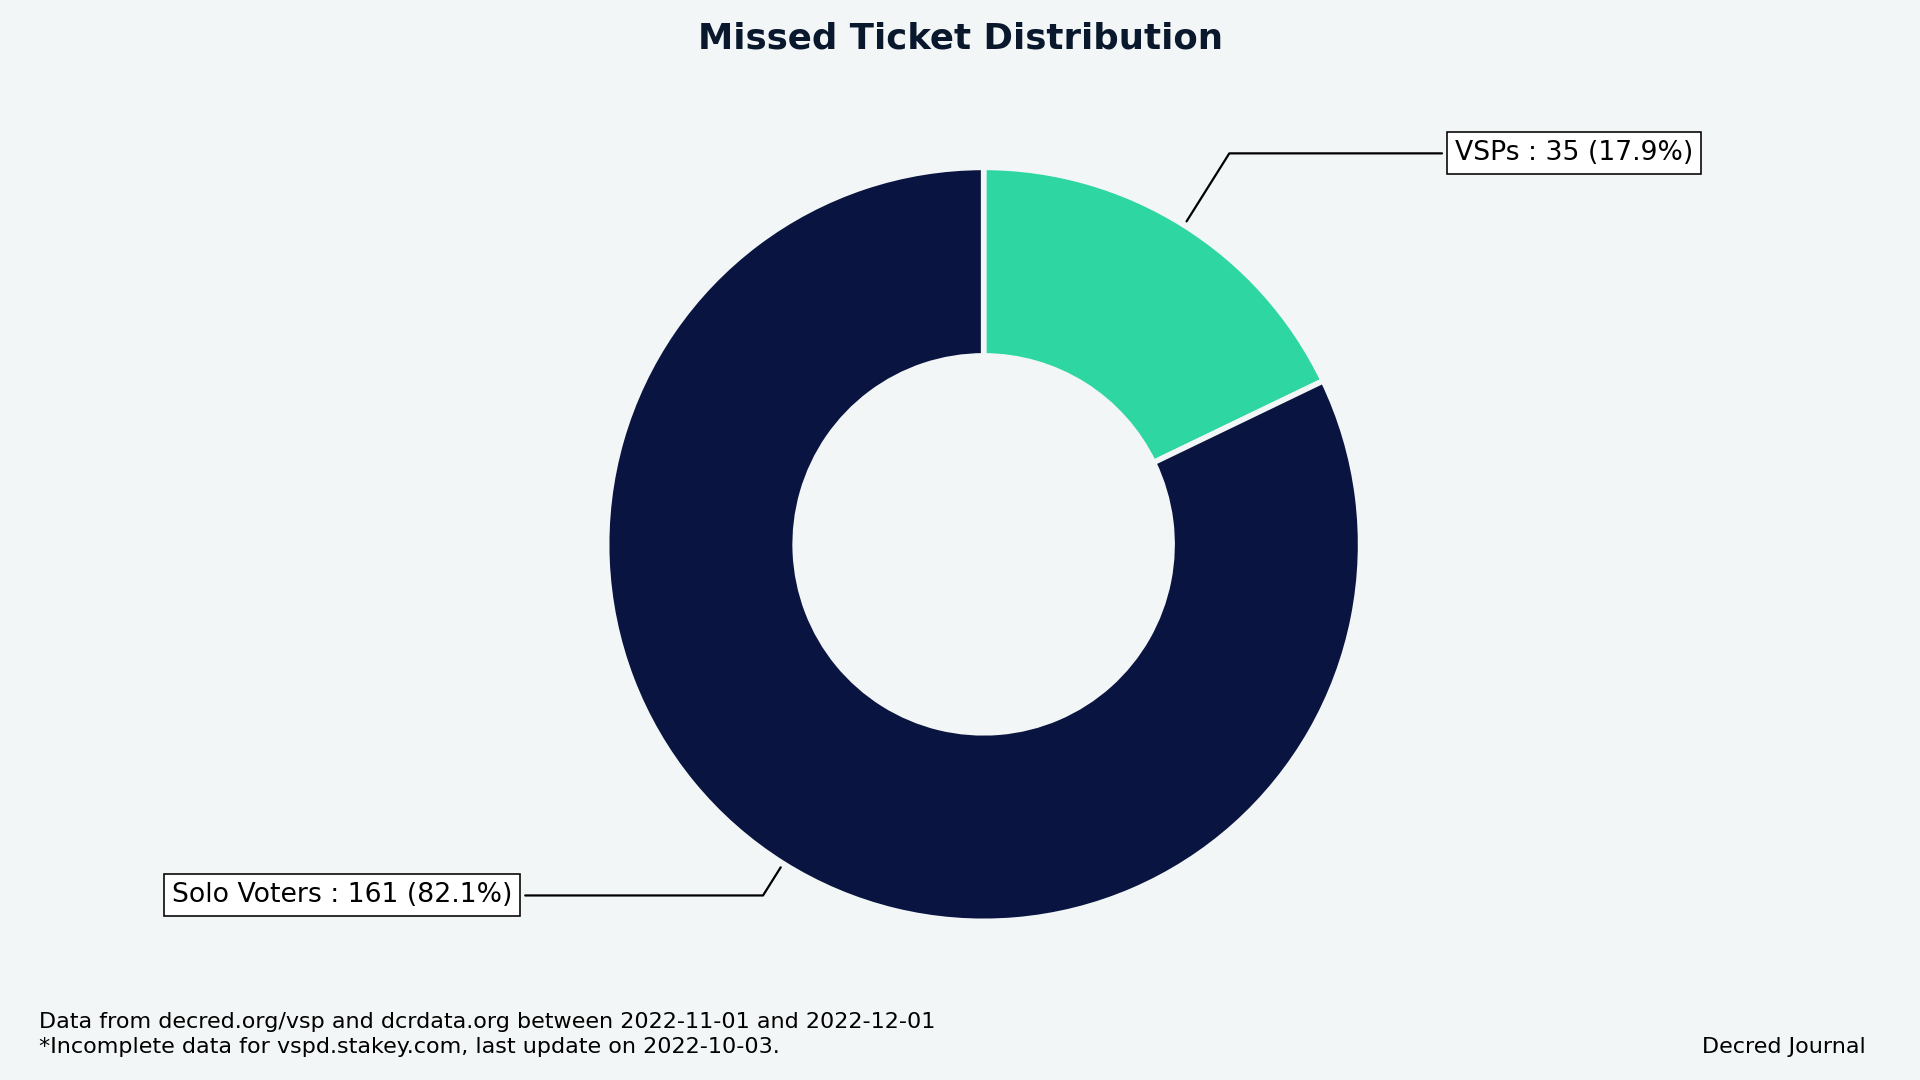 Missed Ticket Distribution
VSPs : 35 (17.9%)
Solo Voters : 161 (82.1%)
Data from decred.org/vsp and dcrdata.org between 2022-11-01 and 2022-12-01
*Incomplete data for vspd.stakey.com, last update on 2022-10-03.
Decred Journal